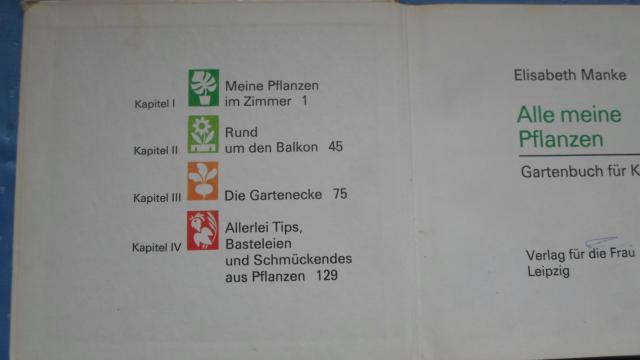 Kapitel I
Meine Pflanzen
im Zimmer 1
Kapitel II
Rund
um den Balkon 45
Kapitel III
Die Gartenecke 75
Kapitel IV
Allerlei Tips,
Basteleien
und Schmückendes
aus Pflanzen 129
Elisabeth Manke
Alle meine
Pflanzen
Gartenbuch für K
Verlag für die Frau
Leipzig